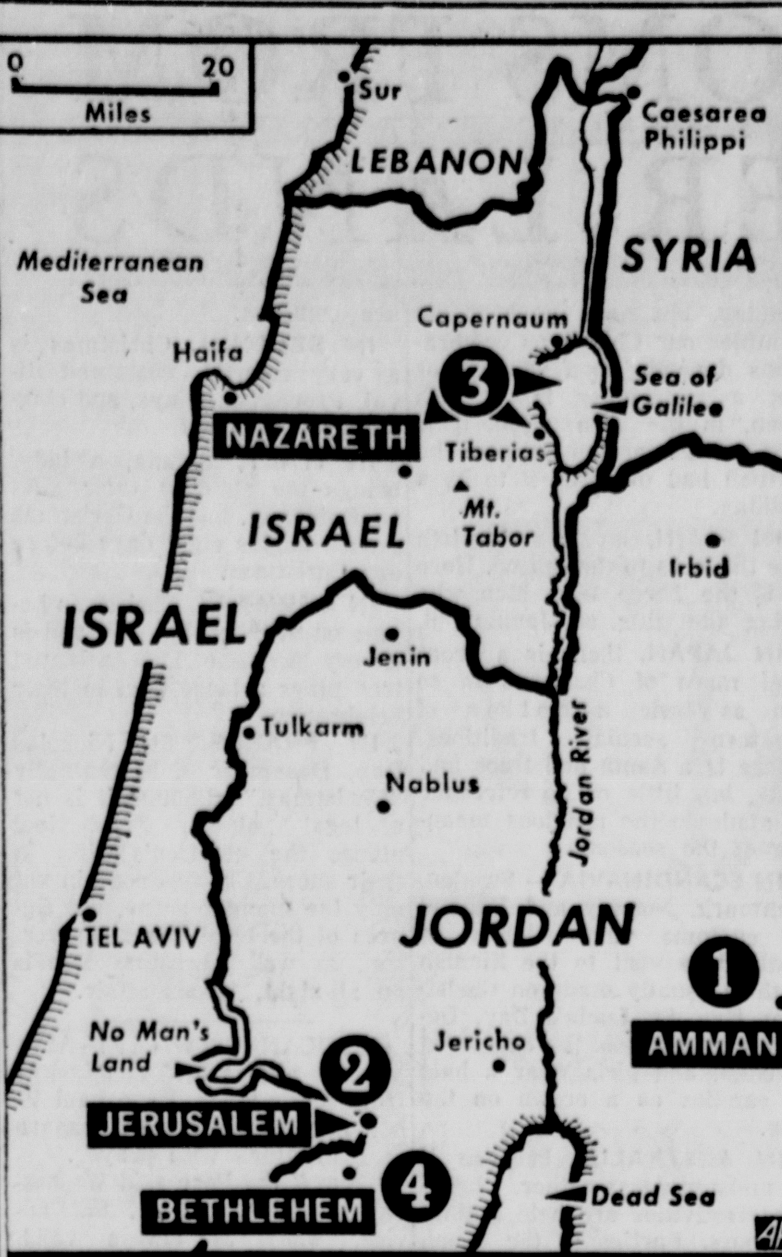 0 20
Miles
Sur
Caesarea
Philippi
LEBANON
SYRIA
Mediterranean
Sea
Capernaum
Haifa
3
Sea of
Galilee
NAZARETH
Tiberias
Mt.
Tabor
ISRAEL
Irbid
ISRAEL
Jenin
Tulkarm
Nablus
Jordan River
TEL AVIV
JORDAN
1
No Man's
Land
Jericho
AMMAN
2
JERUSALEM
4
BETHLEHEM
Dead Sea